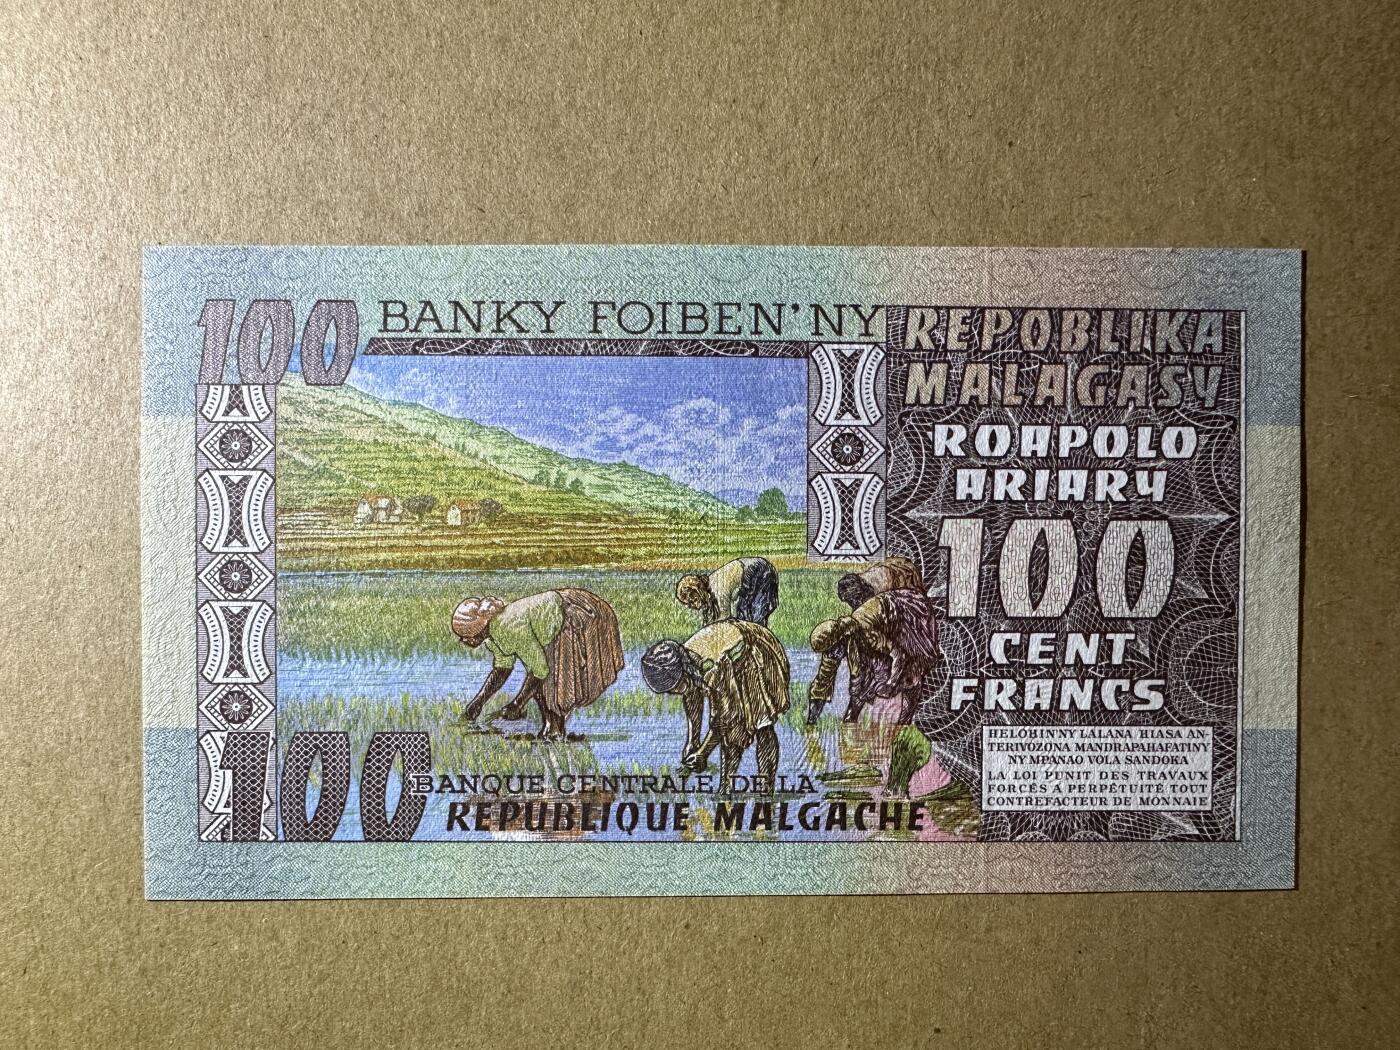 100
BANKY FOIBEN'NY
REPOBLIKA
MALAGASY
ROAPOLO
ARIARY
100
CENT
FRANCS
HELOHIN'NY LALANA HIASA AN-
TERIVOZONA MANDRAPAHAFATINY
NY MPANAO VOLA SANDOKA
LA LOI PUNIT DES TRAVAUX
FORCÉS A PERPÉTUITÉ TOUT
CONTREFACTEUR DE MONNAIE
100
BANQUE CENTRALE DE LA
REPUBLIQUE MALGACHE